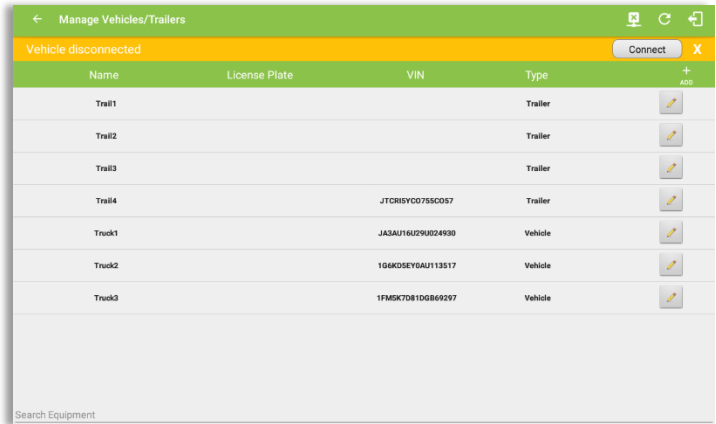 Manage Vehicles/Trailers
Vehicle disconnected Connect X
Name License Plate VIN Type + ADD
Trail1 Trailer
Trail2 Trailer
Trail3 Trailer
Trail4 JTCRI5YCO755CO57 Trailer
Truck1 JA3AU16U29U024930 Vehicle
Truck2 1G6KD5EY0AU113517 Vehicle
Truck3 1FM5K7D81DGB69297 Vehicle
Search Equipment